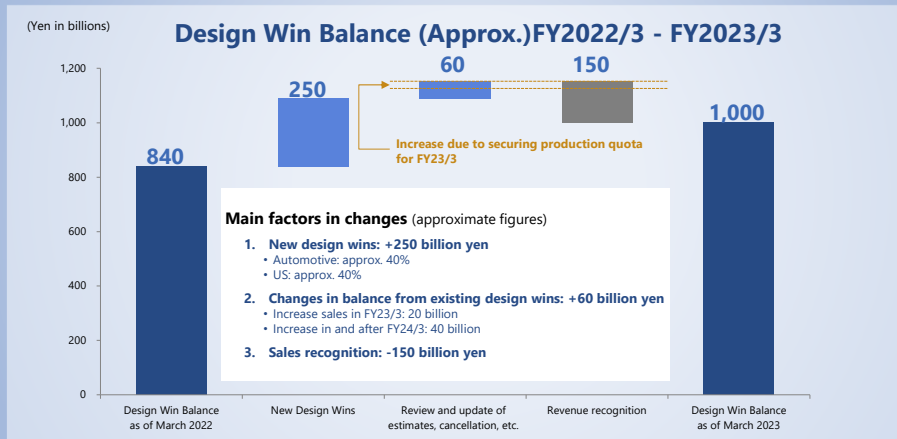 (Yen in billions)
Design Win Balance (Approx.)FY2022/3 - FY2023/3
1,200
1,000
800
600
400
200
0
840
250
60
150
1,000
Increase due to securing production quota
for FY23/3
Main factors in changes (approximate figures)
1. New design wins: +250 billion yen
• Automotive: approx. 40%
• US: approx. 40%
2. Changes in balance from existing design wins: +60 billion yen
• Increase sales in FY23/3: 20 billion
• Increase in and after FY24/3: 40 billion
3. Sales recognition: -150 billion yen
Design Win Balance
as of March 2022
New Design Wins
Review and update of
estimates, cancellation, etc.
Revenue recognition
Design Win Balance
as of March 2023